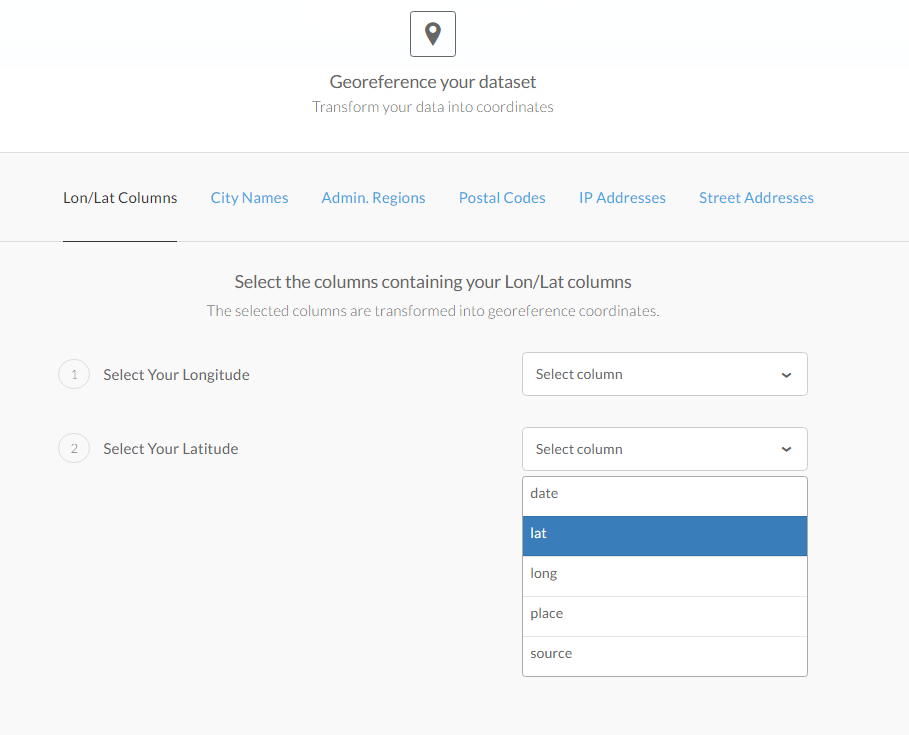 Georeference your dataset
Transform your data into coordinates
Lon/Lat Columns City Names Admin. Regions Postal Codes IP Addresses Street Addresses
Select the columns containing your Lon/Lat columns
The selected columns are transformed into georeference coordinates.
1 Select Your Longitude Select column
2 Select Your Latitude Select column
date
lat
long
place
source